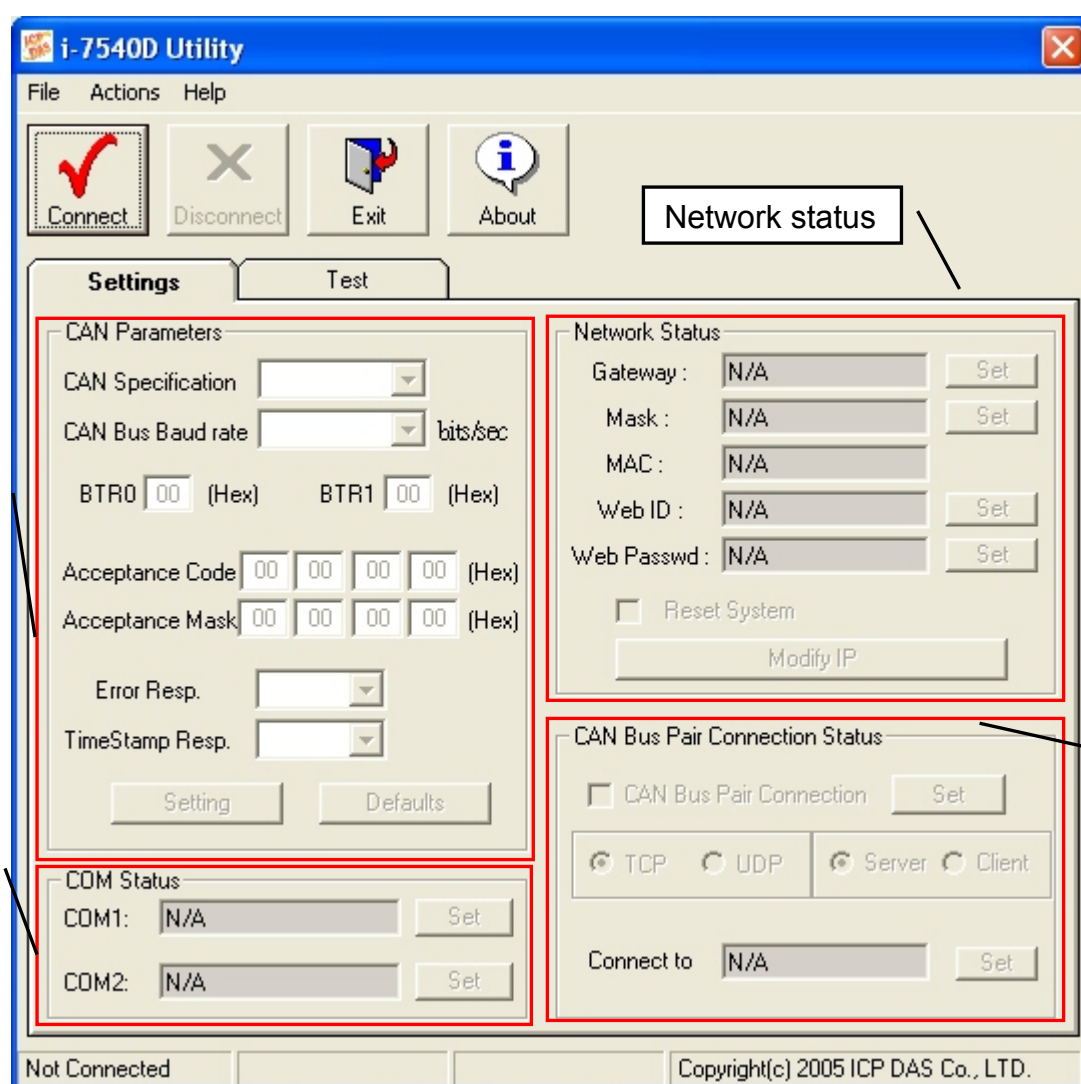 ICP DAS
i-7540D Utility
File Actions Help
Connect Disconnect Exit About
Network status
Settings Test
CAN Parameters
CAN Specification
CAN Bus Baud rate bits/sec
BTR0 00 (Hex) BTR1 00 (Hex)
Acceptance Code 00 00 00 00 (Hex)
Acceptance Mask 00 00 00 00 (Hex)
Error Resp.
TimeStamp Resp.
Setting Defaults
COM Status
COM1: N/A Set
COM2: N/A Set
Network Status
Gateway : N/A Set
Mask : N/A Set
MAC : N/A
Web ID : N/A Set
Web Passwd : N/A Set
Reset System
Modify IP
CAN Bus Pair Connection Status
CAN Bus Pair Connection Set
TCP UDP Server Client
Connect to N/A Set
Not Connected Copyright(c) 2005 ICP DAS Co., LTD.